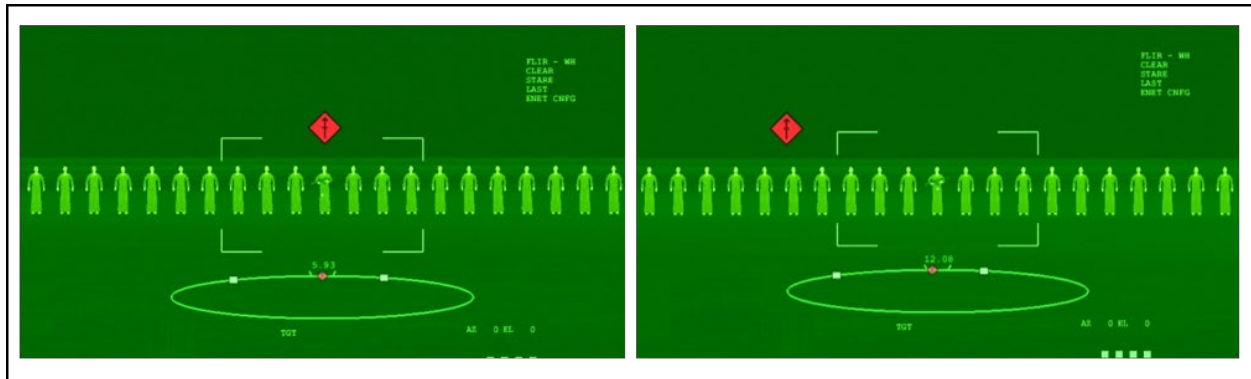 FLIR - WH
CLEAR
STARE
LAST
ENET CNFG
5.93
TGT
AZ 0 EL 0
FLIR - WH
CLEAR
STARE
LAST
ENET CNFG
12.08
TGT
AZ 0 EL 0